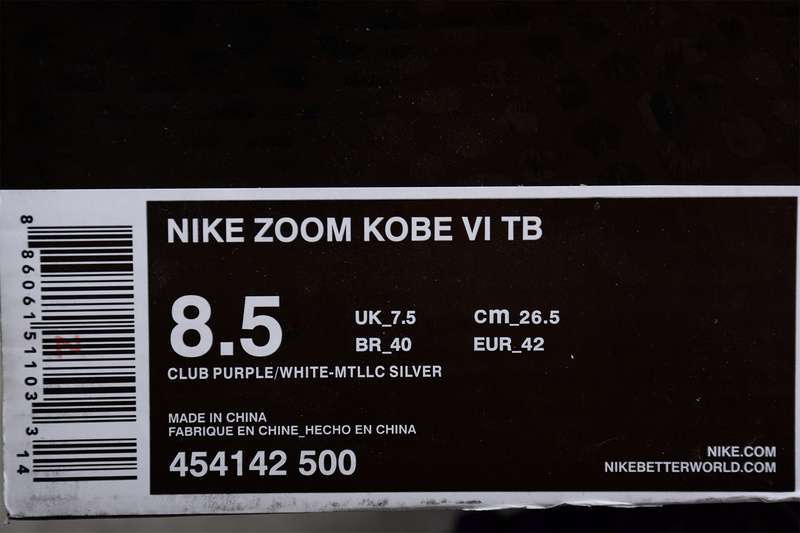 NIKE ZOOM KOBE VI TB
8.5
UK_7.5 cm_26.5
BR_40 EUR_42
CLUB PURPLE/WHITE-MTLLC SILVER
MADE IN CHINA
FABRIQUE EN CHINE_HECHO EN CHINA
454142 500
NIKE.COM
NIKEBETTERWORLD.COM
8 86061 51103 3 14